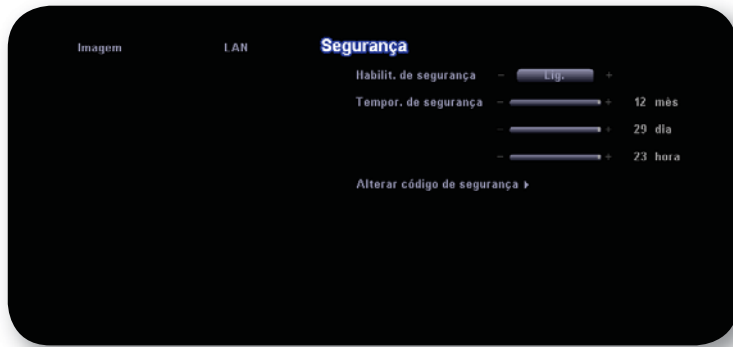 Imagem LAN Segurança
Habilit. de segurança - Lig. +
Tempor. de segurança - + 12 mês
- + 29 dia
- + 23 hora
Alterar código de segurança